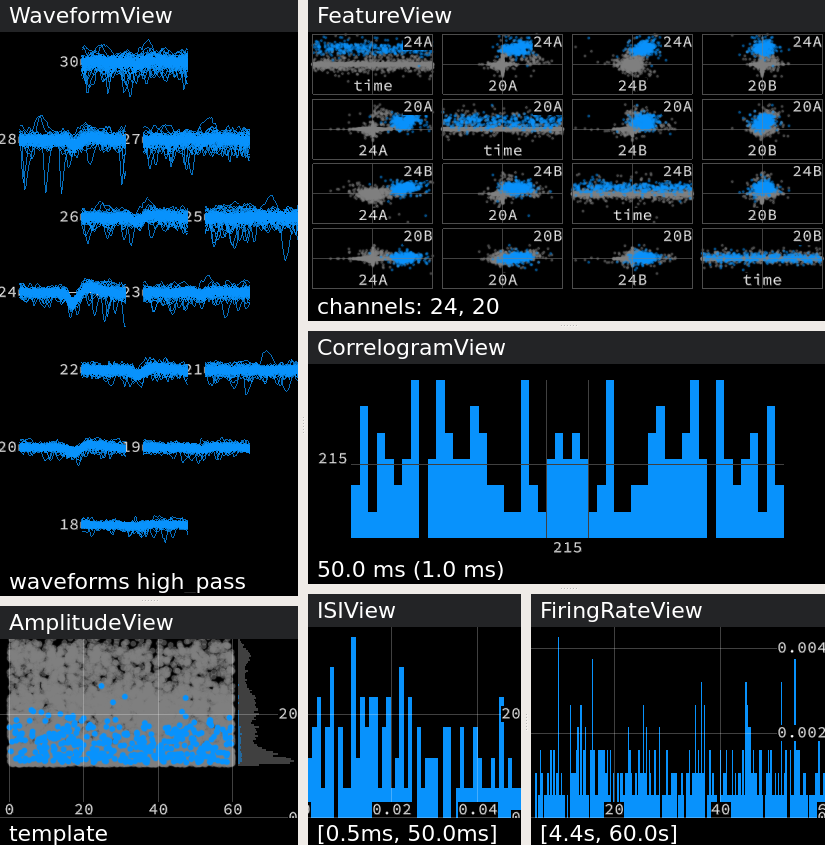 WaveformView
30
28
27
26
25
24
23
22
21
20
19
18
waveforms high_pass
FeatureView
24A 24A 24A 24A
time 20A 24B 20B
20A 20A 20A 20A
24A time 24B 20B
24B 24B 24B 24B
24A 20A time 20B
20B 20B 20B 20B
24A 20A 24B time
channels: 24, 20
CorrelogramView
215
215
50.0 ms (1.0 ms)
AmplitudeView
20
0 20 40 60
0
template
ISIView
20
0.02 0.04
[0.5ms, 50.0ms]
FiringRateView
0.004
0.002
20 40
[4.4s, 60.0s]